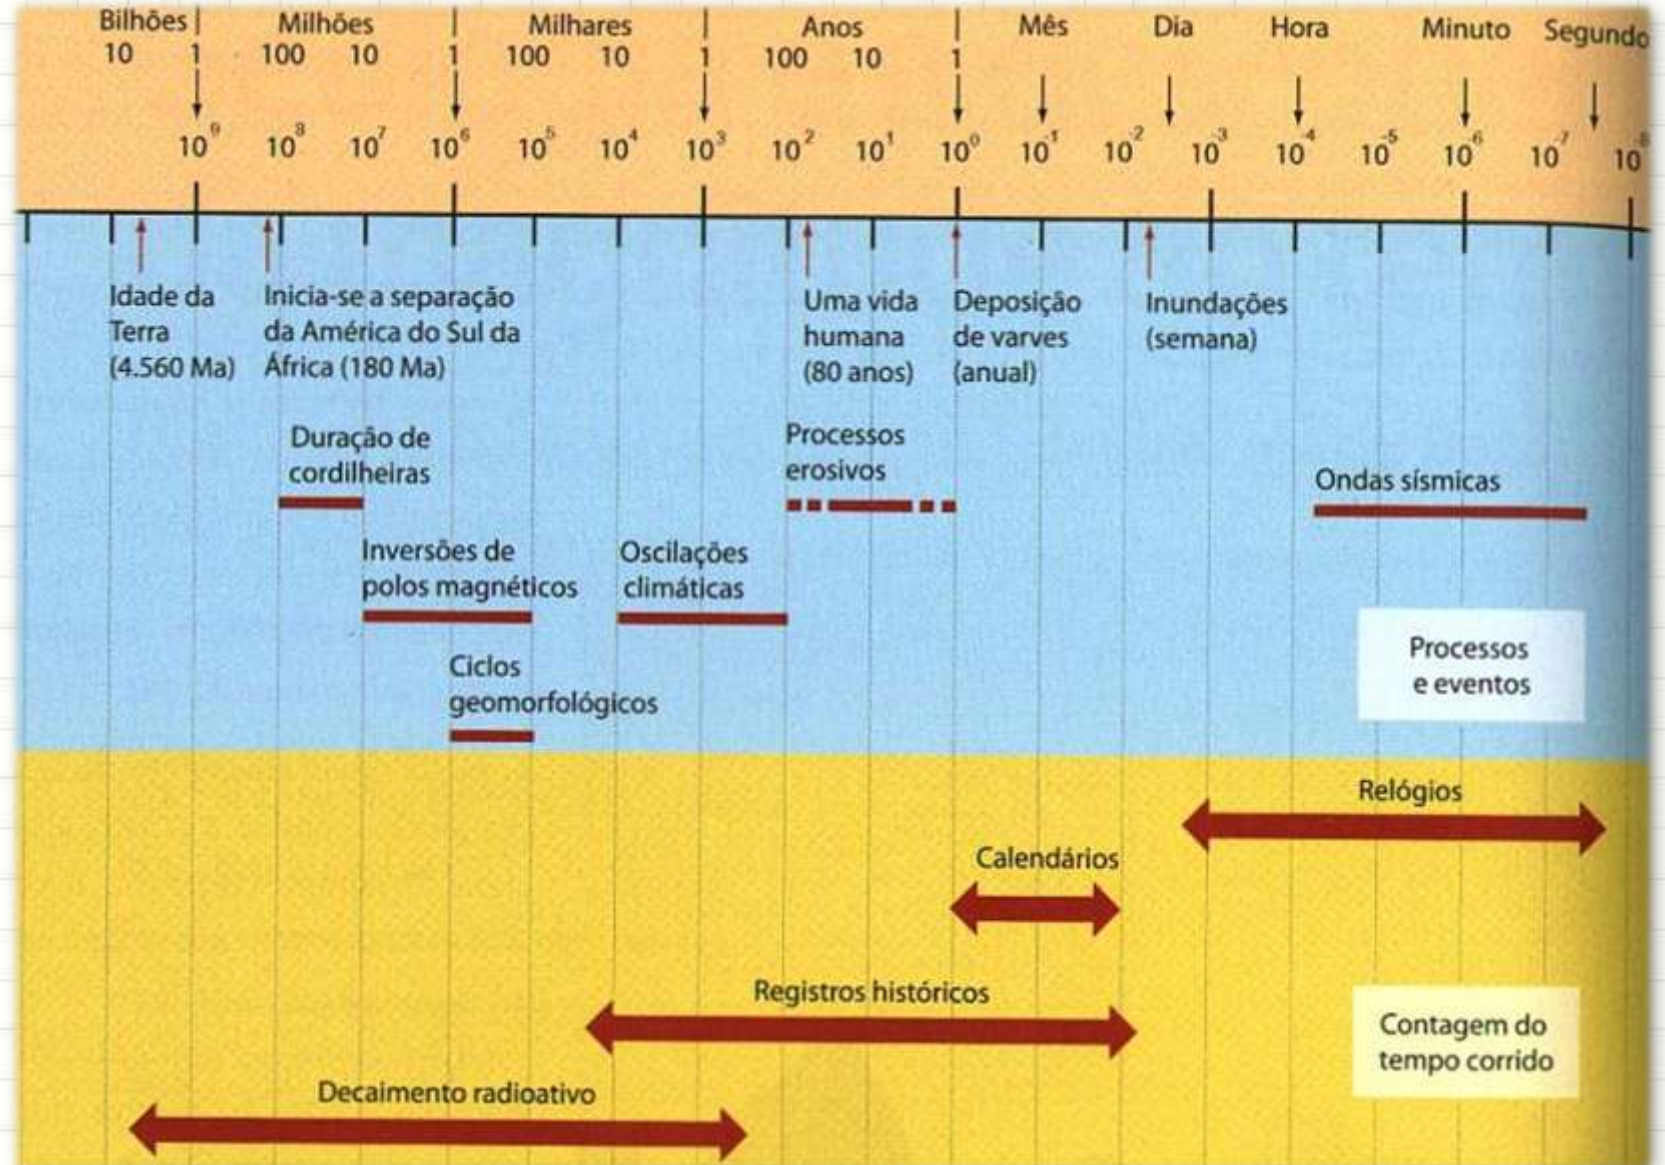 Bilhões Milhões Milhares Anos Mês Dia Hora Minuto Segundo
10 1 100 10 1 100 10 1 100 10 1
10⁹ 10⁸ 10⁷ 10⁶ 10⁵ 10⁴ 10³ 10² 10¹ 10⁰ 10⁻¹ 10⁻² 10⁻³ 10⁻⁴ 10⁻⁵ 10⁻⁶ 10⁻⁷ 10⁻⁸
Idade da
Terra
(4.560 Ma)
Inicia-se a separação
da América do Sul da
África (180 Ma)
Uma vida
humana
(80 anos)
Deposição
de varves
(anual)
Inundações
(semana)
Duração de
cordilheiras
Processos
erosivos
Ondas sísmicas
Inversões de
polos magnéticos
Oscilações
climáticas
Ciclos
geomorfológicos
Processos
e eventos
Relógios
Calendários
Registros históricos
Contagem do
tempo corrido
Decaimento radioativo